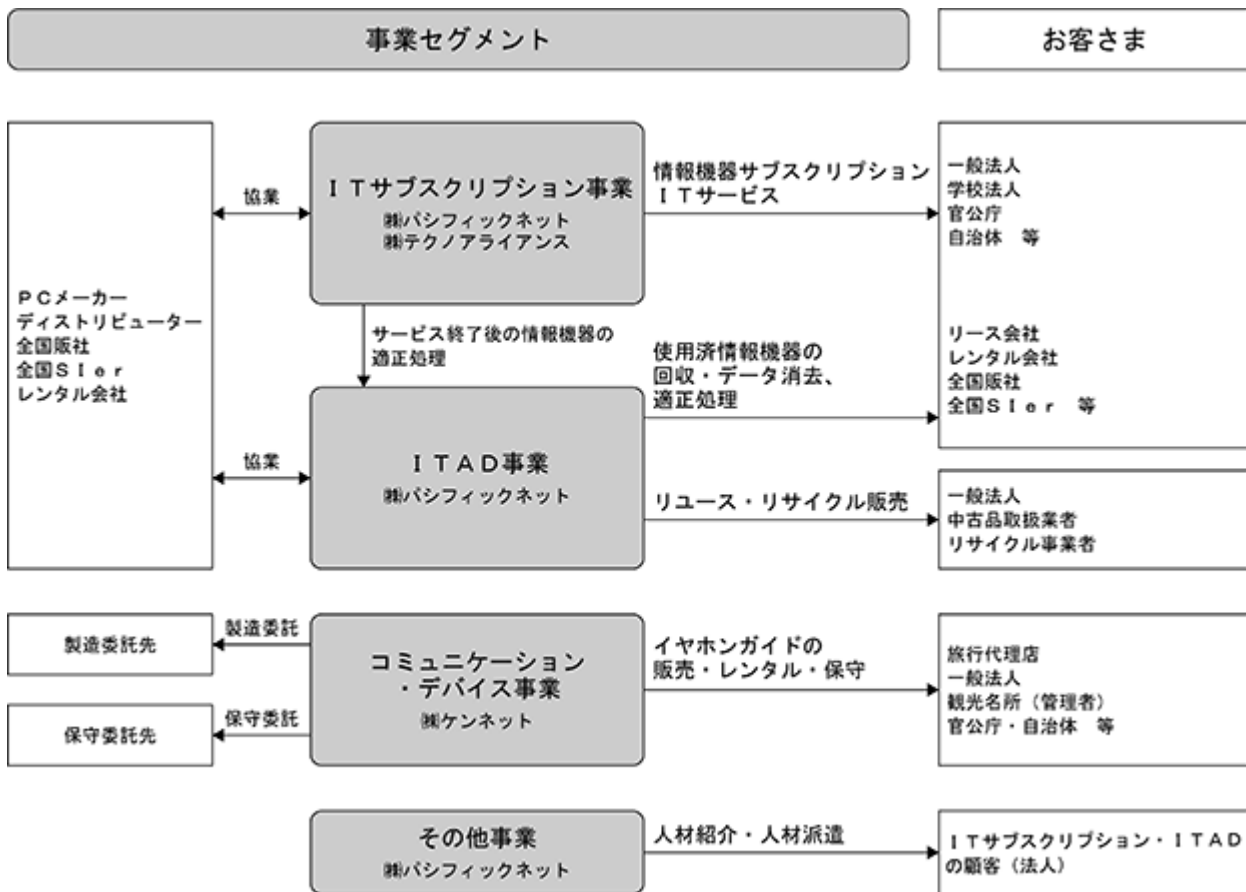 事業セグメント
お客さま
PCメーカー
ディストリビューター
全国販社
全国SIer
レンタル会社
協業
ITサブスクリプション事業
㈱パシフィックネット
㈱テクノアライアンス
情報機器サブスクリプション
ITサービス
一般法人
学校法人
官公庁
自治体 等
サービス終了後の情報機器の
適正処理
使用済情報機器の
回収・データ消去、
適正処理
リース会社
レンタル会社
全国販社
全国SIer 等
協業
ITAD事業
㈱パシフィックネット
リユース・リサイクル販売
一般法人
中古品取扱業者
リサイクル事業者
製造委託先
製造委託
保守委託先
保守委託
コミュニケーション
・デバイス事業
㈱ケンネット
イヤホンガイドの
販売・レンタル・保守
旅行代理店
一般法人
観光名所(管理者)
官公庁・自治体 等
その他事業
㈱パシフィックネット
人材紹介・人材派遣
ITサブスクリプション・ITAD
の顧客(法人)